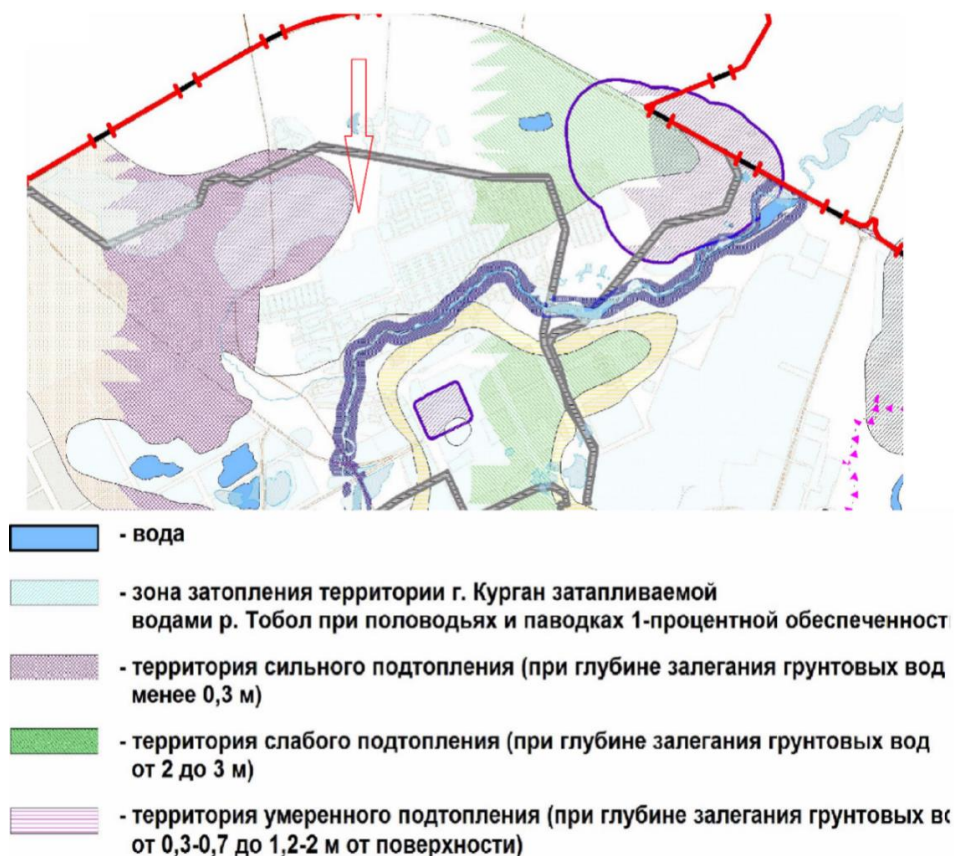 - вода
- зона затопления территории г. Курган затапливаемой
водами р. Тобол при половодьях и паводках 1-процентной обеспеченност
- территория сильного подтопления (при глубине залегания грунтовых вод
менее 0,3 м)
- территория слабого подтопления (при глубине залегания грунтовых вод
от 2 до 3 м)
- территория умеренного подтопления (при глубине залегания грунтовых во
от 0,3-0,7 до 1,2-2 м от поверхности)